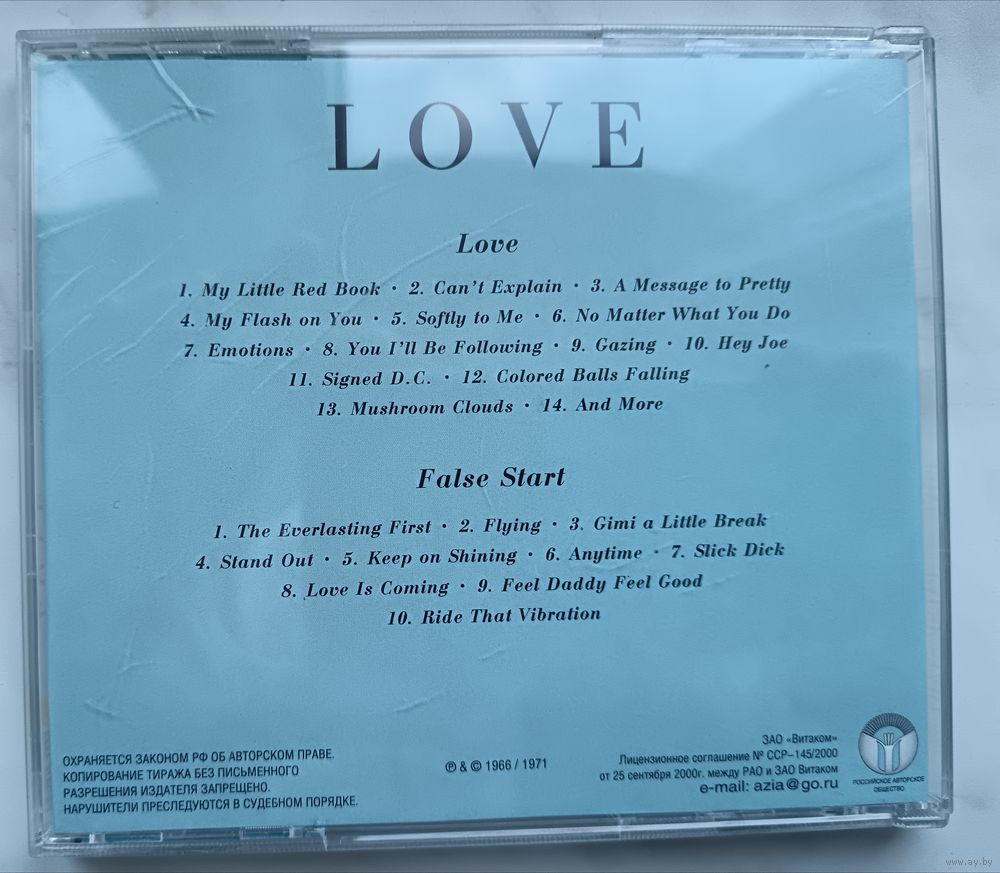 LOVE
Love
1. My Little Red Book · 2. Can't Explain · 3. A Message to Pretty
4. My Flash on You · 5. Softly to Me · 6. No Matter What You Do
7. Emotions · 8. You I'll Be Following · 9. Gazing · 10. Hey Joe
11. Signed D.C. · 12. Colored Balls Falling
13. Mushroom Clouds · 14. And More
False Start
1. The Everlasting First · 2. Flying · 3. Gimi a Little Break
4. Stand Out · 5. Keep on Shining · 6. Anytime · 7. Slick Dick
8. Love Is Coming · 9. Feel Daddy Feel Good
10. Ride That Vibration
ОХРАНЯЕТСЯ ЗАКОНОМ РФ ОБ АВТОРСКОМ ПРАВЕ.
КОПИРОВАНИЕ ТИРАЖА БЕЗ ПИСЬМЕННОГО
РАЗРЕШЕНИЯ ИЗДАТЕЛЯ ЗАПРЕЩЕНО.
НАРУШИТЕЛИ ПРЕСЛЕДУЮТСЯ В СУДЕБНОМ ПОРЯДКЕ.
℗ & © 1966 / 1971
ЗАО «Витаком»
Лицензионное соглашение № ССР–145/2000
от 25 сентября 2000г. между РАО и ЗАО Витаком
e-mail: azia@go.ru
РОССИЙСКОЕ АВТОРСКОЕ
ОБЩЕСТВО
www.ay.by